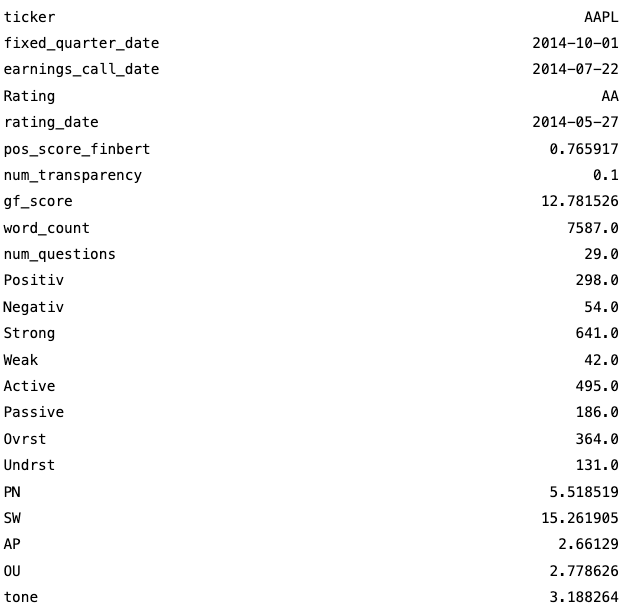 ticker AAPL
fixed_quarter_date 2014-10-01
earnings_call_date 2014-07-22
Rating AA
rating_date 2014-05-27
pos_score_finbert 0.765917
num_transparency 0.1
gf_score 12.781526
word_count 7587.0
num_questions 29.0
Positiv 298.0
Negativ 54.0
Strong 641.0
Weak 42.0
Active 495.0
Passive 186.0
Ovrst 364.0
Undrst 131.0
PN 5.518519
SW 15.261905
AP 2.66129
OU 2.778626
tone 3.188264